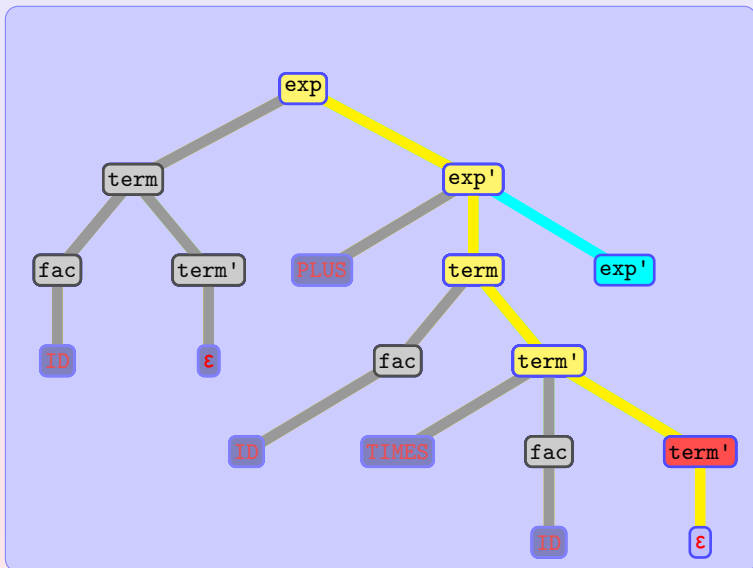 exp
term exp'
fac term' PLUS term exp'
ID ε fac term'
ID TIMES fac term'
ID ε